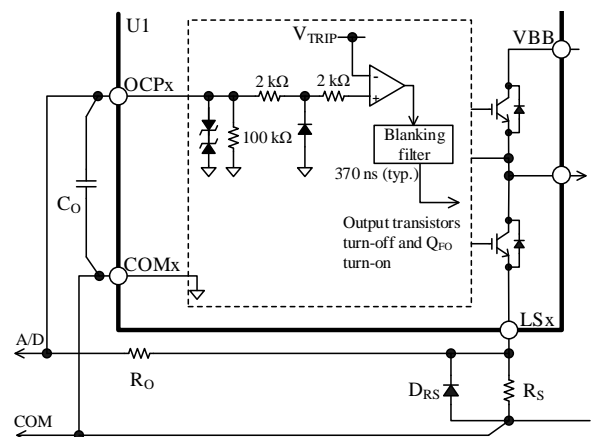 U1
VTRIP
VBB
OCPx
2 kΩ
2 kΩ
-
+
100 kΩ
Blanking
filter
370 ns (typ.)
CO
Output transistors
turn-off and QFO
turn-on
COMx
LSx
A/D
RO
DRS
RS
COM